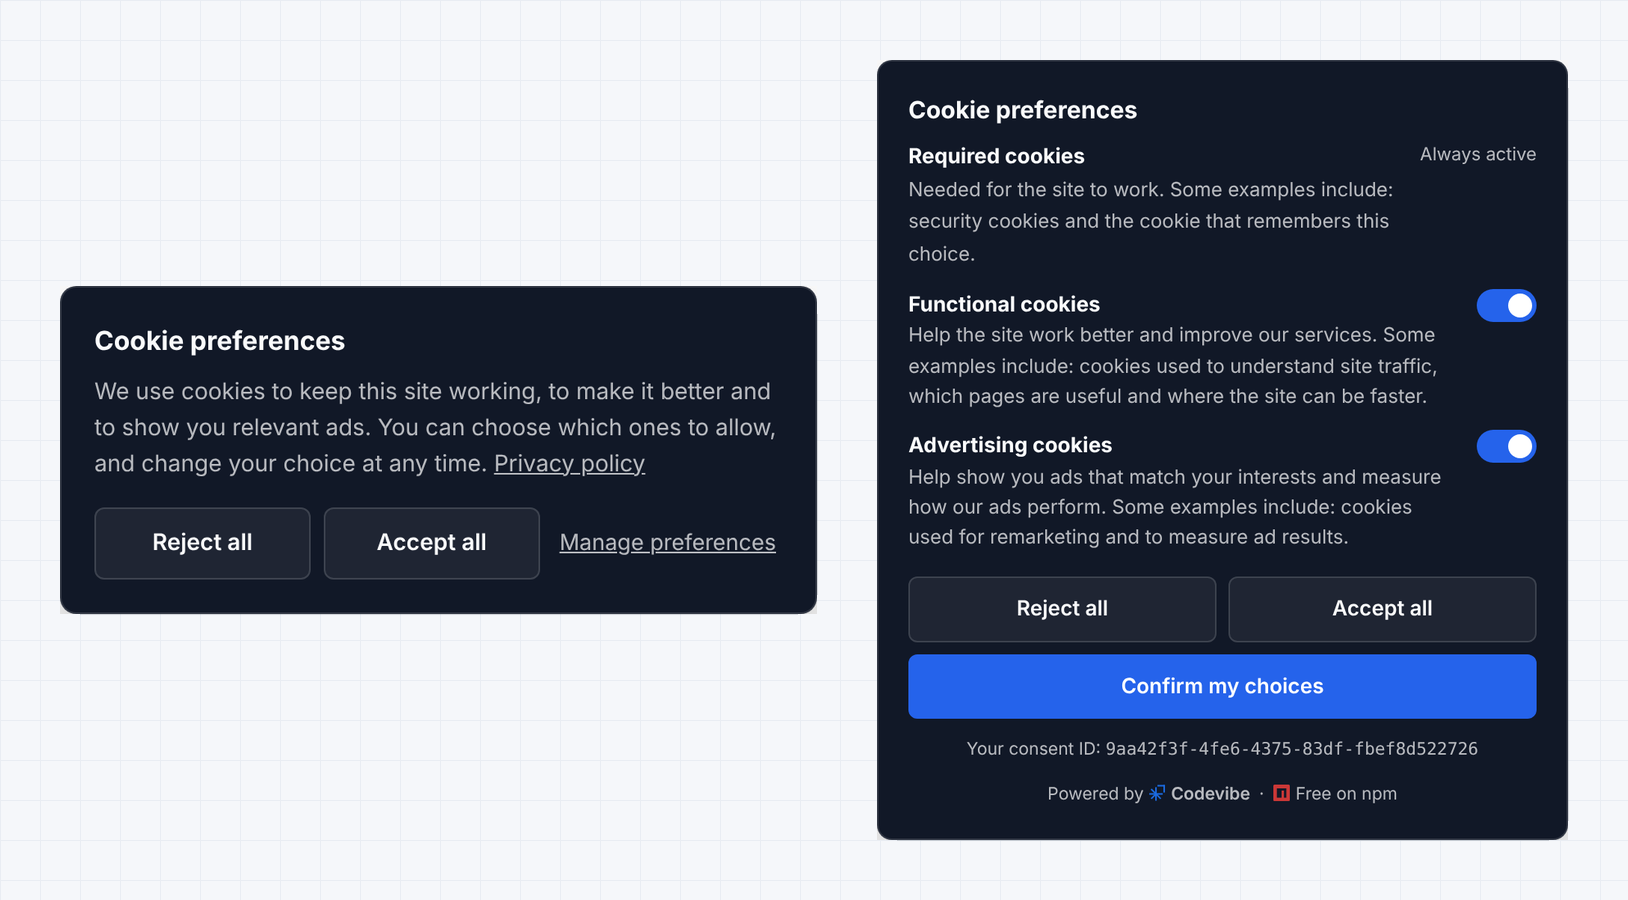 Cookie preferences
We use cookies to keep this site working, to make it better and
to show you relevant ads. You can choose which ones to allow,
and change your choice at any time. Privacy policy
Reject all
Accept all
Manage preferences
Cookie preferences
Required cookies
Always active
Needed for the site to work. Some examples include:
security cookies and the cookie that remembers this
choice.
Functional cookies
Help the site work better and improve our services. Some
examples include: cookies used to understand site traffic,
which pages are useful and where the site can be faster.
Advertising cookies
Help show you ads that match your interests and measure
how our ads perform. Some examples include: cookies
used for remarketing and to measure ad results.
Reject all
Accept all
Confirm my choices
Your consent ID: 9aa42f3f-4fe6-4375-83df-fbef8d522726
Powered by Codevibe · Free on npm